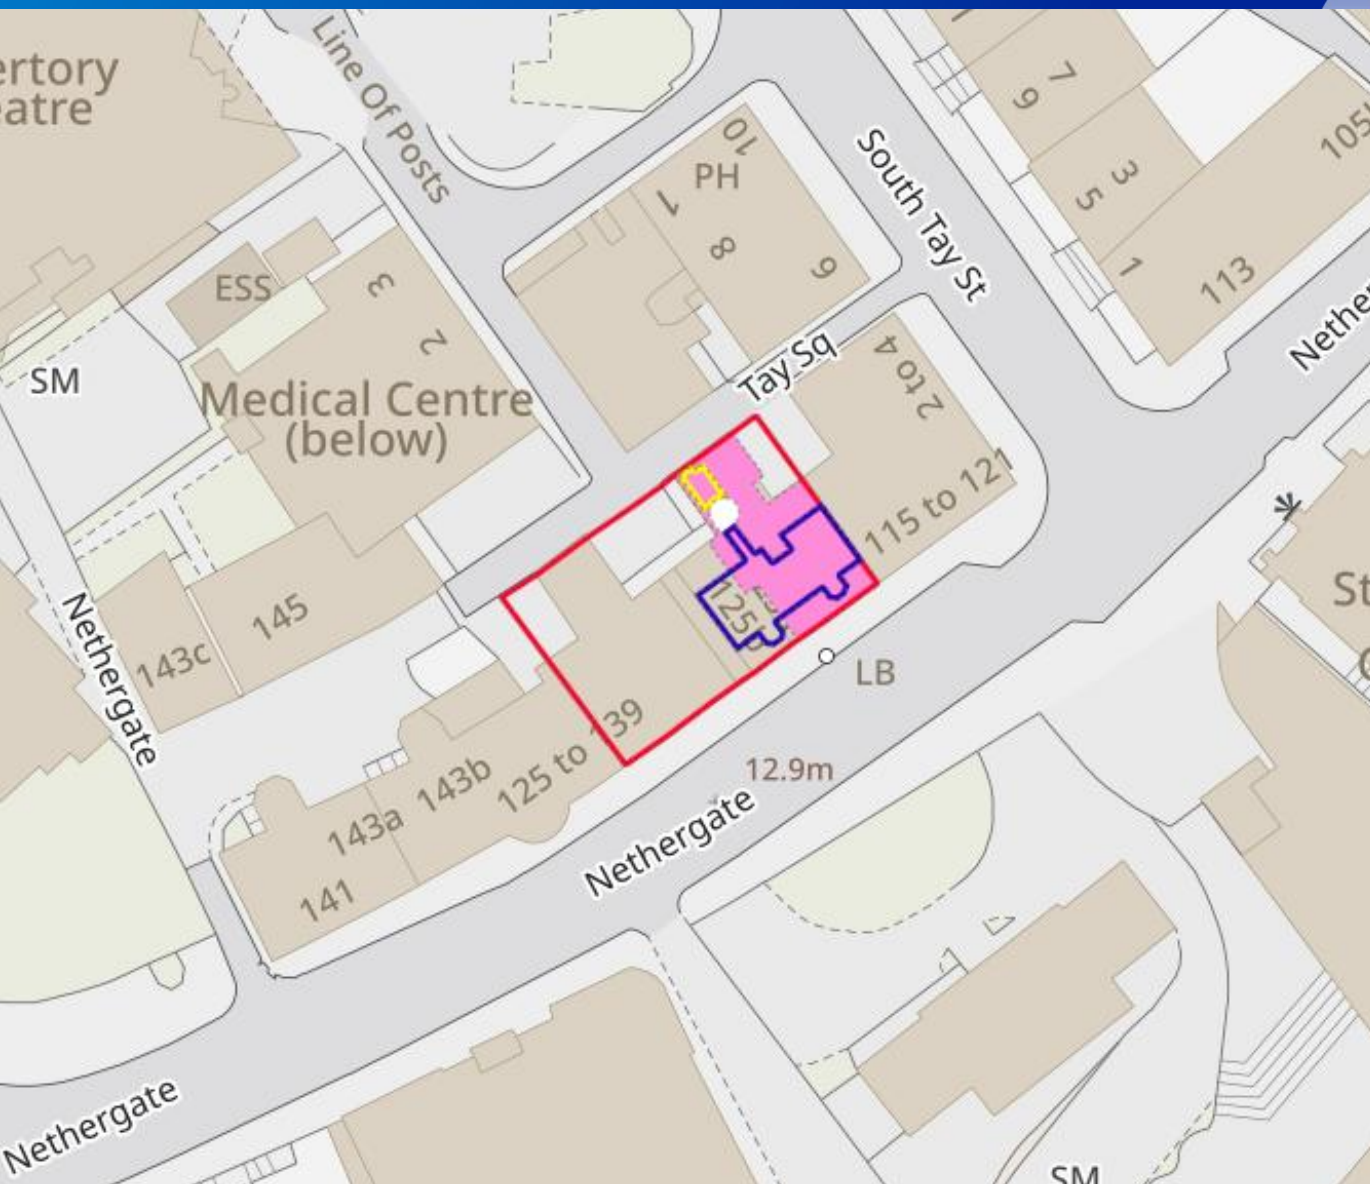 ertory
eatre
Line Of Posts
7
9
10
PH
1
8
6
South Tay St
3
5
1
113
105
Nether
ESS
3
2
SM
Medical Centre
(below)
Tay Sq
2 to 4
115 to 121
145
143c
Nethergate
125
LB
125 to 139
12.9m
143b
143a
141
Nethergate
St
Nethergate
SM